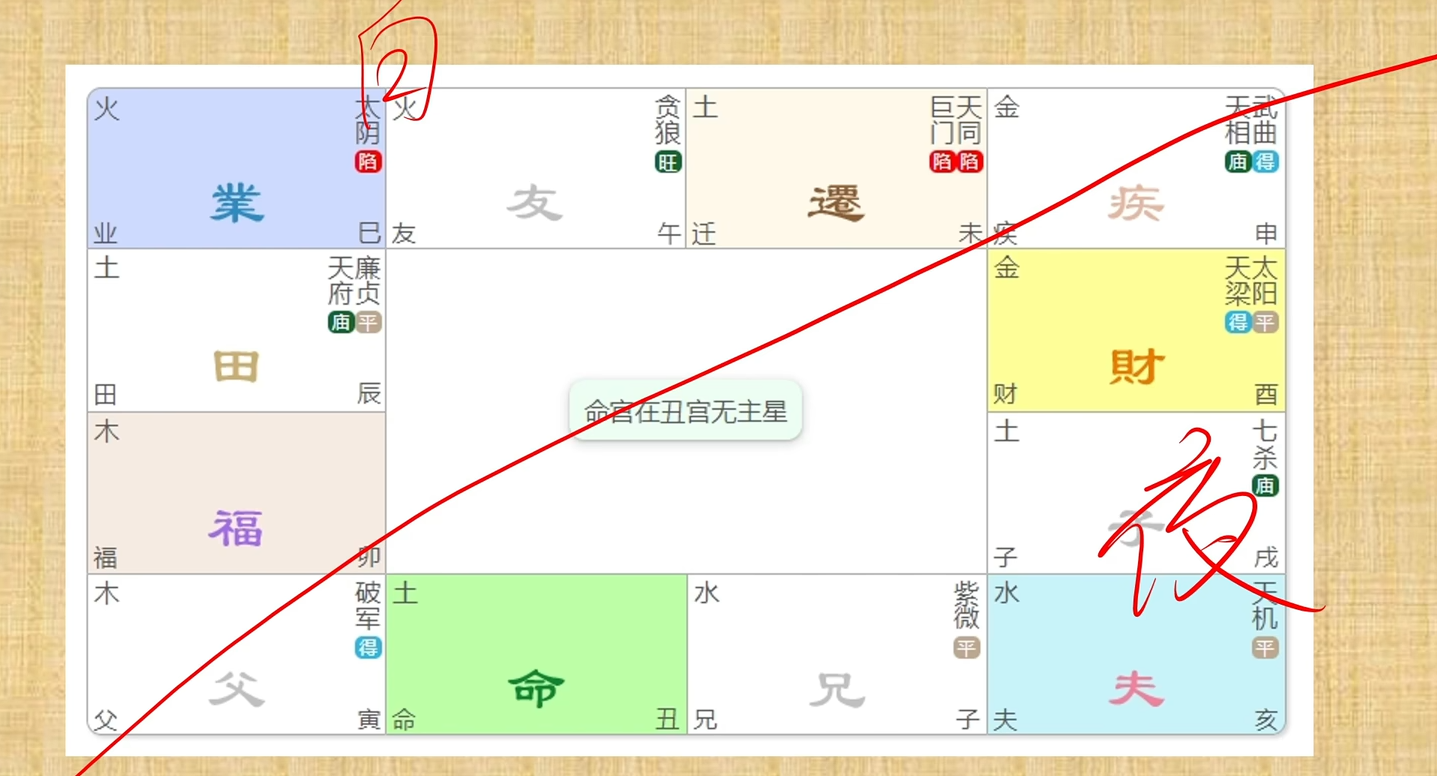 白
火 太阴 陷
業
业 巳
火 贪狼 旺
友
友 午
土 巨门 天同 陷 陷
遷
迁 未
金 天相 武曲 庙 得
疾
疾 申
土 天府 廉贞 庙 平
田
田 辰
命宫在丑宫无主星
金 天梁 太阳 得 平
財
财 酉
木
福
福 卯
土 七杀 庙
子
子 戌
夜
木 破军 得
父
父 寅
土
命
命 丑
水 紫微 平
兄
兄 子
水 天机 平
夫
夫 亥